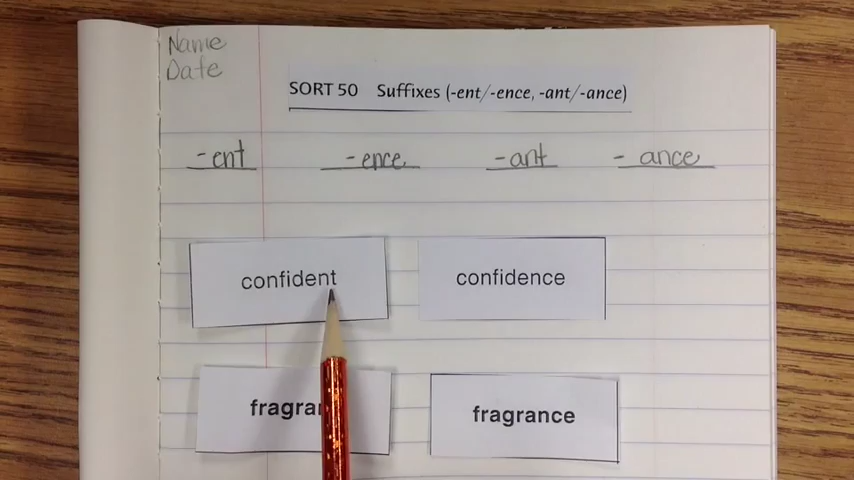 Name
Date
SORT 50 Suffixes (-ent/-ence, -ant/-ance)
-ent -ence -ant - ance
confident confidence
fragrance